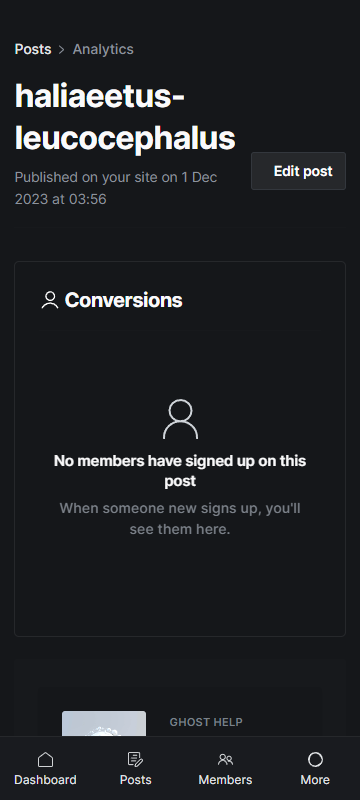 Posts > Analytics
haliaeetus-
leucocephalus
Published on your site on 1 Dec
2023 at 03:56
Edit post
Conversions
No members have signed up on this
post
When someone new signs up, you'll
see them here.
GHOST HELP
Dashboard
Posts
Members
More